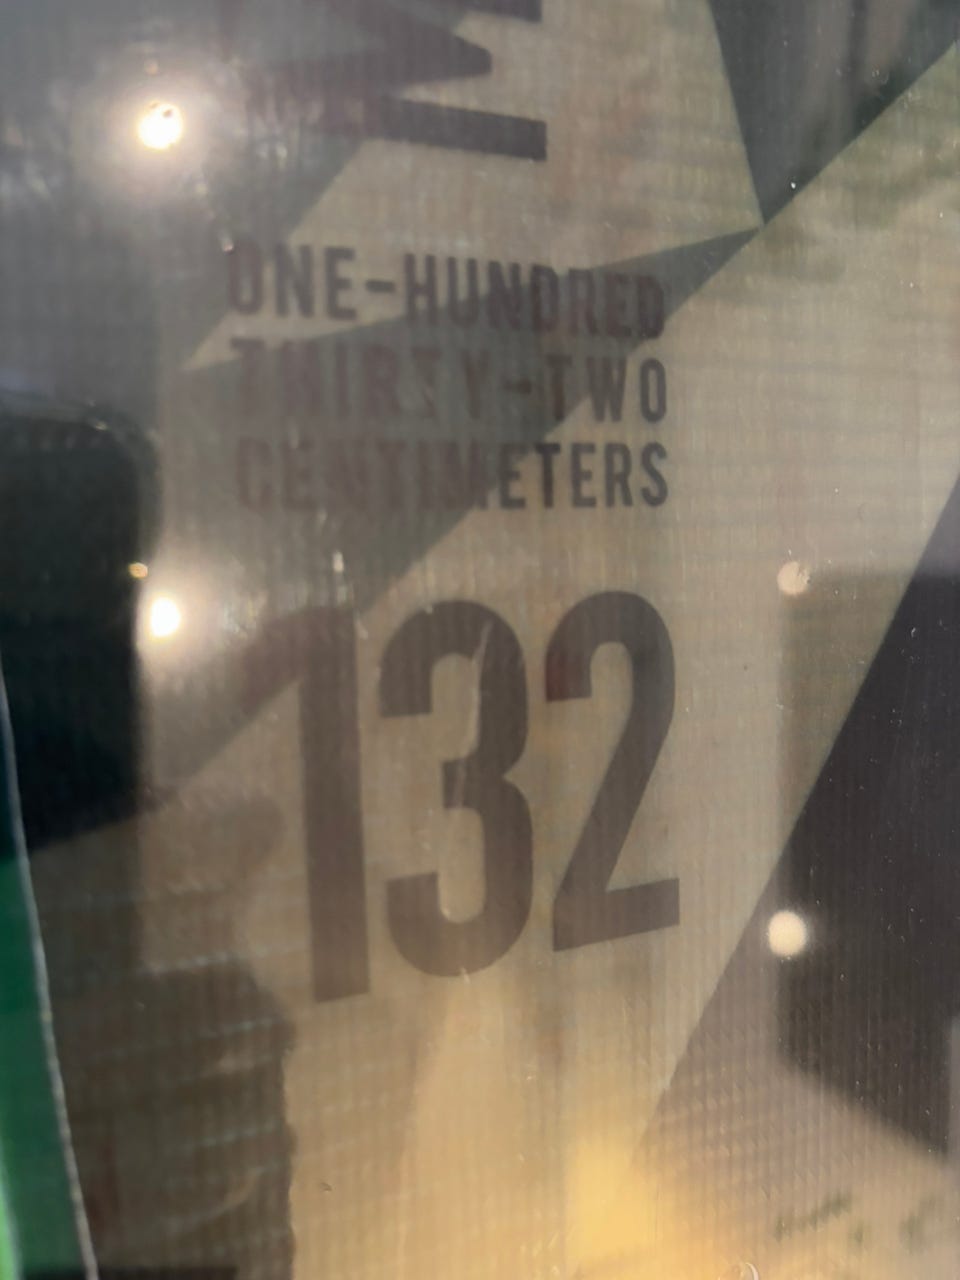 ONE-HUNDRED
THIRTY-TWO
CENTIMETERS
132